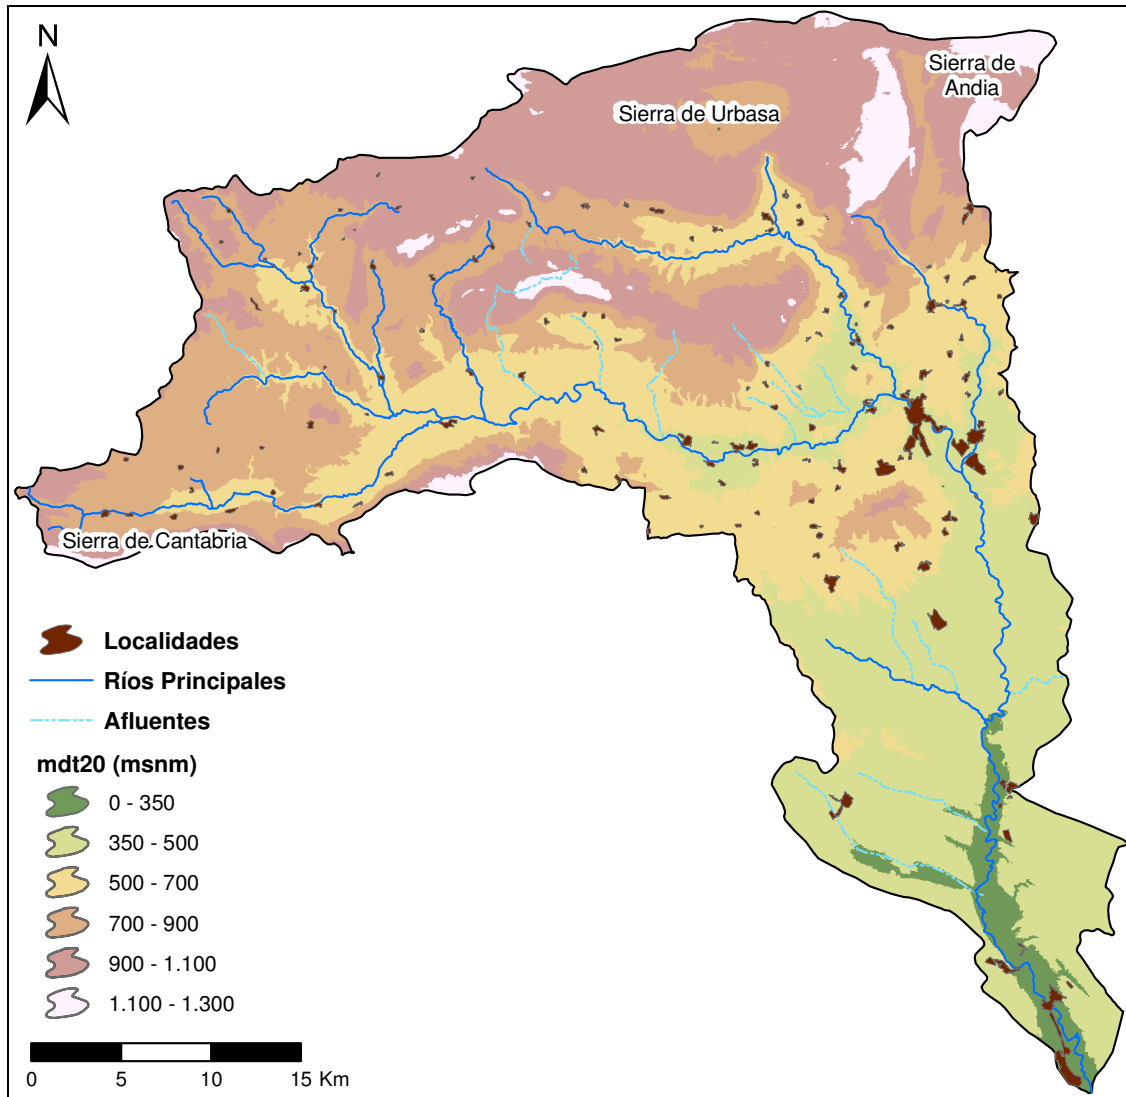 N
Sierra de
Andia
Sierra de Urbasa
Sierra de Cantabria
Localidades
Ríos Principales
Afluentes
mdt20 (msnm)
0 - 350
350 - 500
500 - 700
700 - 900
900 - 1.100
1.100 - 1.300
0 5 10 15 Km